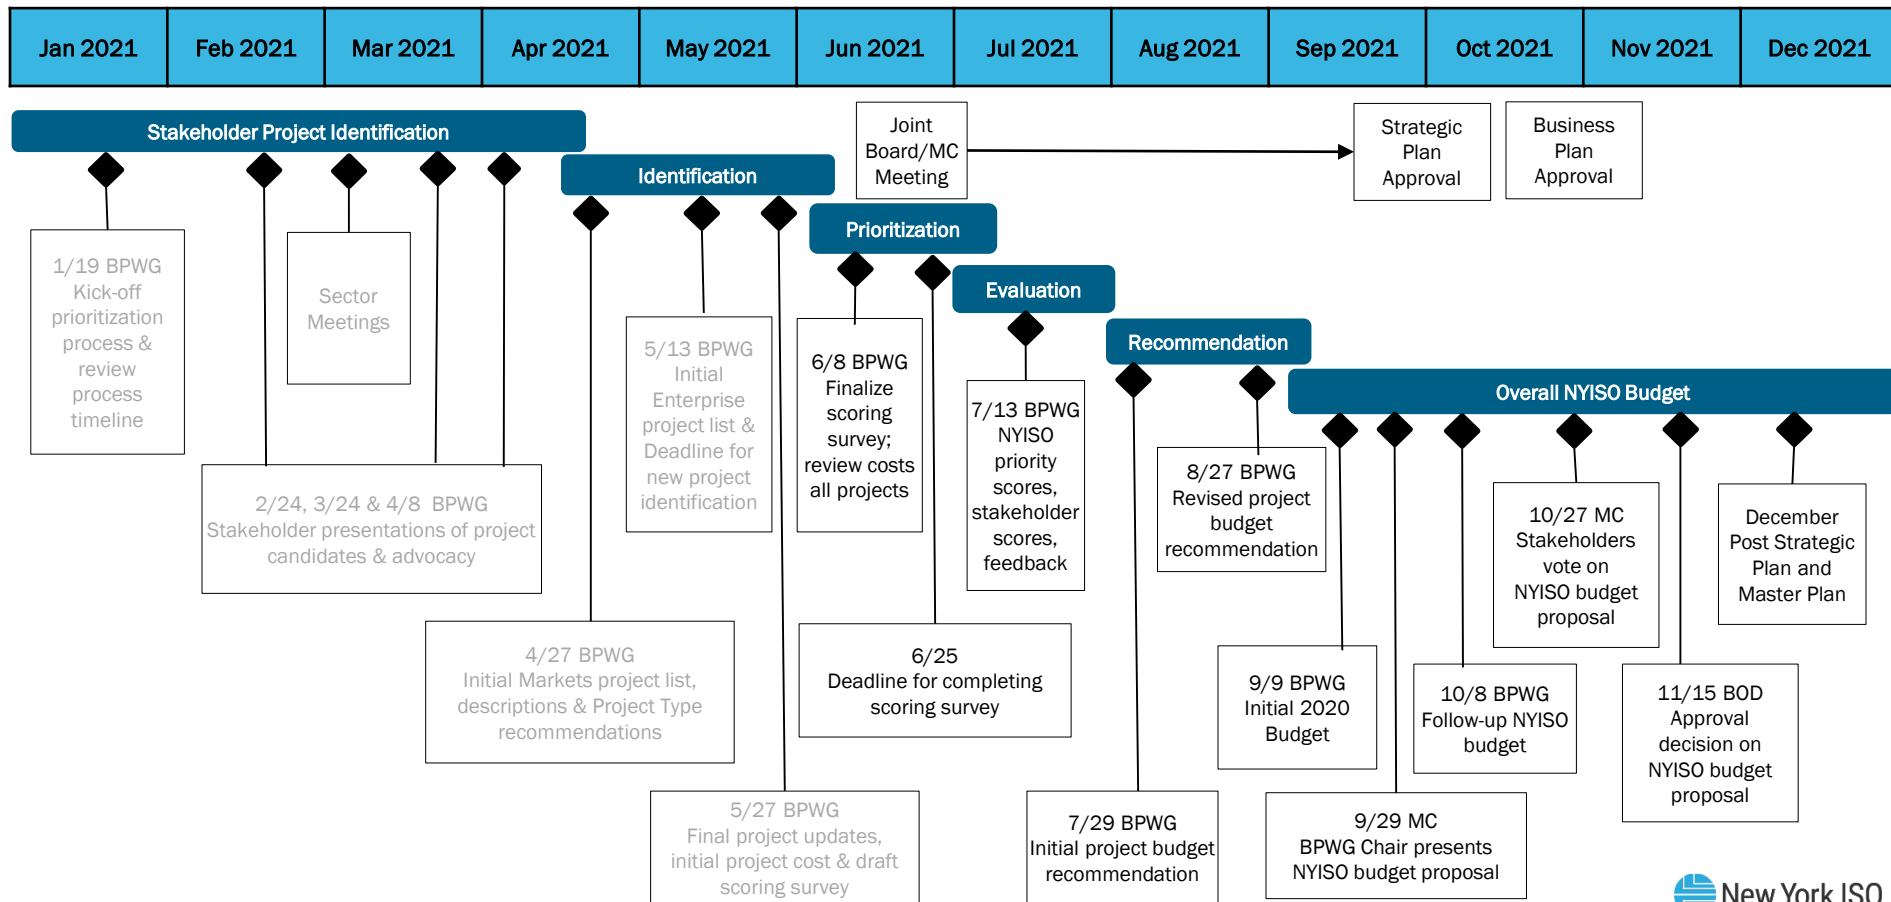 Jan 2021
Feb 2021
Mar 2021
Apr 2021
May 2021
Jun 2021
Jul 2021
Aug 2021
Sep 2021
Oct 2021
Nov 2021
Dec 2021
Stakeholder Project Identification
Identification
Prioritization
Evaluation
Recommendation
Overall NYISO Budget
Joint
Board/MC
Meeting
Strategic
Plan
Approval
Business
Plan
Approval
1/19 BPWG
Kick-off
prioritization
process &
review
process
timeline
Sector
Meetings
2/24, 3/24 & 4/8 BPWG
Stakeholder presentations of project
candidates & advocacy
4/27 BPWG
Initial Markets project list,
descriptions & Project Type
recommendations
5/13 BPWG
Initial
Enterprise
project list &
Deadline for
new project
identification
5/27 BPWG
Final project updates,
initial project cost & draft
scoring survey
6/8 BPWG
Finalize
scoring
survey;
review costs
all projects
6/25
Deadline for completing
scoring survey
7/13 BPWG
NYISO
priority
scores,
stakeholder
scores,
feedback
7/29 BPWG
Initial project budget
recommendation
8/27 BPWG
Revised project
budget
recommendation
9/9 BPWG
Initial 2020
Budget
9/29 MC
BPWG Chair presents
NYISO budget proposal
10/8 BPWG
Follow-up NYISO
budget
10/27 MC
Stakeholders
vote on
NYISO budget
proposal
11/15 BOD
Approval
decision on
NYISO budget
proposal
December
Post Strategic
Plan and
Master Plan
New York ISO